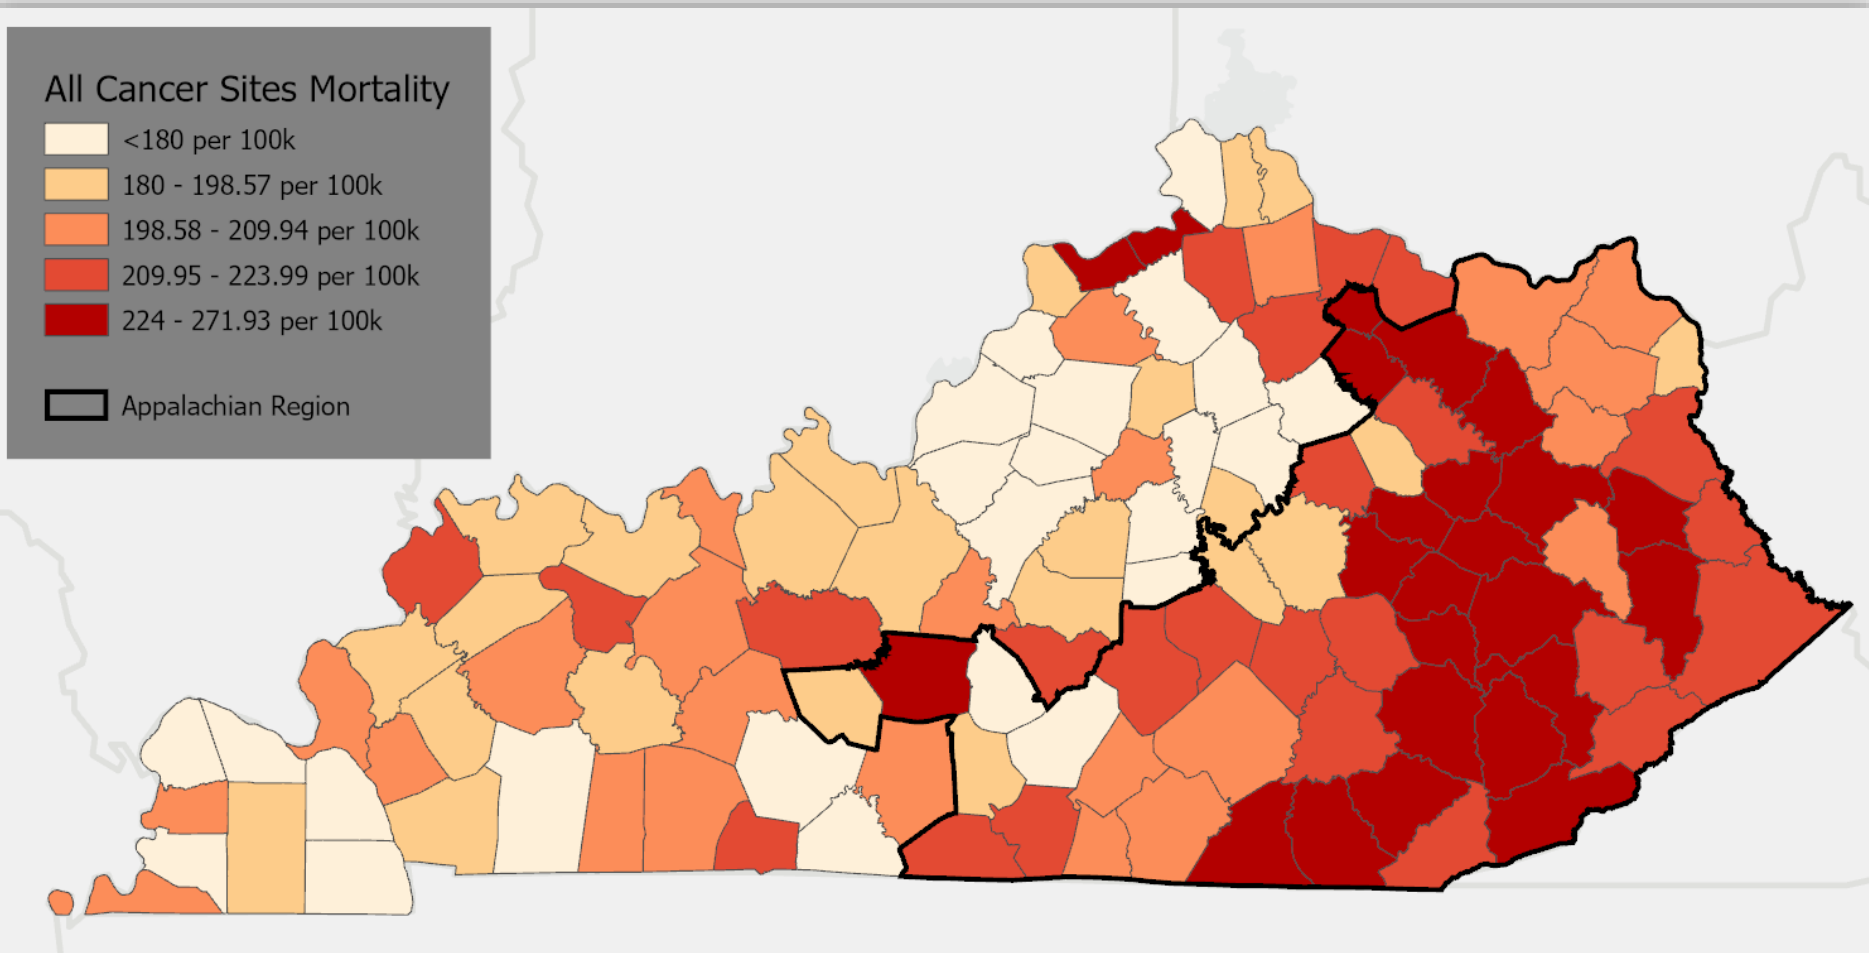 All Cancer Sites Mortality
<180 per 100k
180 - 198.57 per 100k
198.58 - 209.94 per 100k
209.95 - 223.99 per 100k
224 - 271.93 per 100k
Appalachian Region